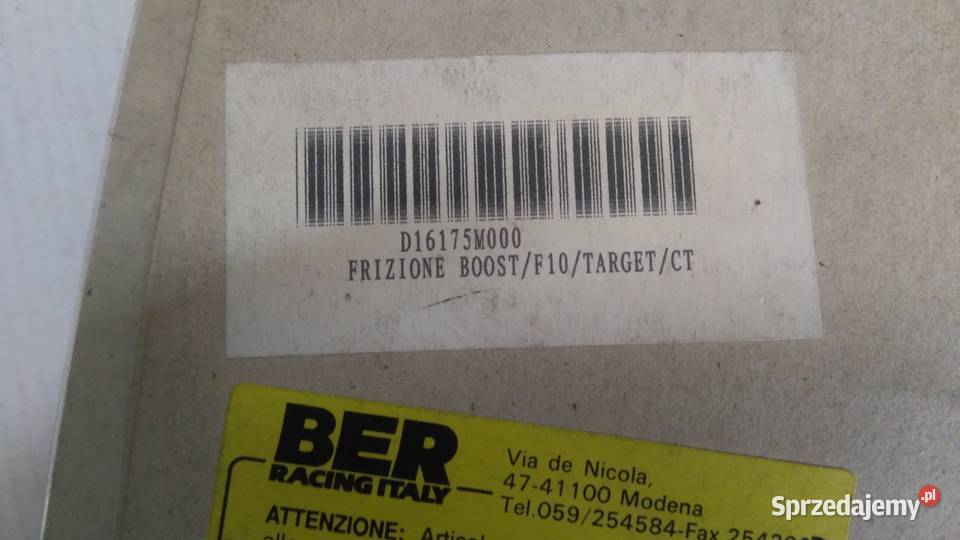 D16175M000
FRIZIONE BOOST/F10/TARGET/CT
BER
RACING ITALY
Via de Nicola,
47-41100 Modena
Tel.059/254584-Fax
ATTENZIONE:
Sprzedajemy.pl